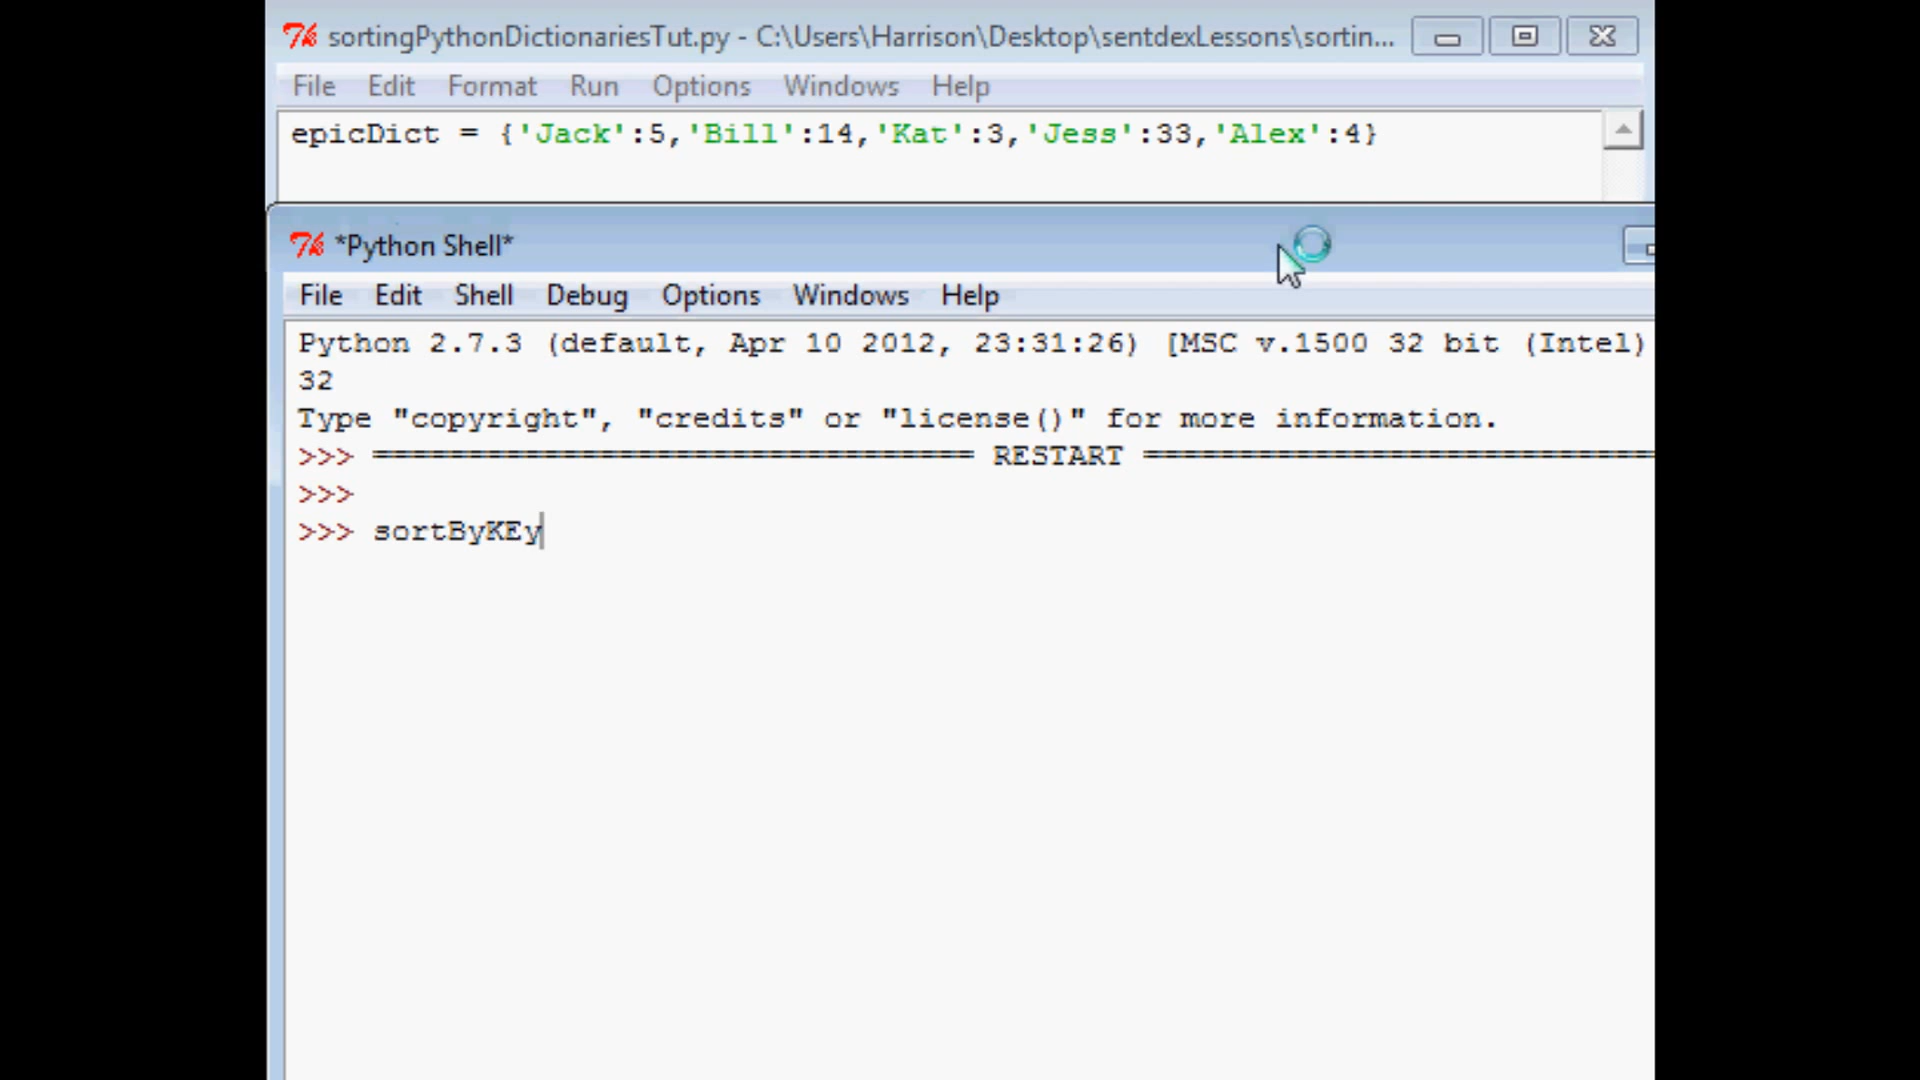 sortingPythonDictionariesTut.py - C:\Users\Harrison\Desktop\sentdexLessons\sortin...
File Edit Format Run Options Windows Help
epicDict = {'Jack':5,'Bill':14,'Kat':3,'Jess':33,'Alex':4}
*Python Shell*
File Edit Shell Debug Options Windows Help
Python 2.7.3 (default, Apr 10 2012, 23:31:26) [MSC v.1500 32 bit (Intel)
32
Type "copyright", "credits" or "license()" for more information.
>>> ================================ RESTART ============================
>>>
>>> sortByKEy